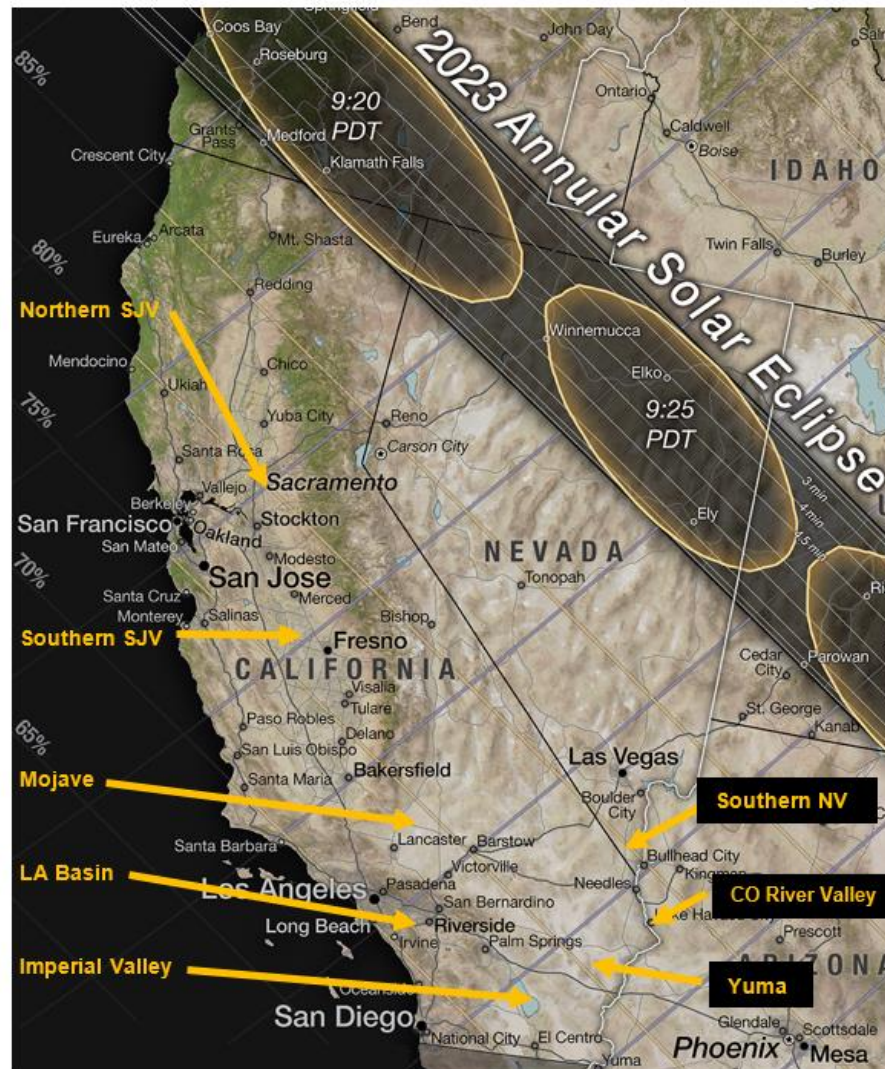 Springfield
Coos Bay
Bend
John Day
Roseburg
2023 Annular Solar Eclipse
85%
9:20
PDT
Ontario
Grants
Pass
Medford
Caldwell
Boise
Crescent City
Klamath Falls
IDAHO
Eureka
Arcata
Mt. Shasta
Twin Falls
Burley
80%
Redding
Northern SJV
Winnemucca
Mendocino
Chico
Elko
Ukiah
9:25
PDT
75%
Yuba City
Reno
Carson City
Santa Rosa
Sacramento
3 min
Vallejo
Berkeley
4 min
San Francisco
Oakland
Stockton
Ely
4.5 min
San Mateo
Modesto
NEVADA
70%
San Jose
Tonopah
Santa Cruz
Merced
Monterey
Salinas
Bishop
Southern SJV
Fresno
CALIFORNIA
Cedar
City
Parowan
Visalia
Tulare
St. George
65%
Paso Robles
Kanab
San Luis Obispo
Delano
Las Vegas
Bakersfield
Mojave
Santa Maria
Boulder
City
Southern NV
Santa Barbara
Lancaster
Barstow
Bullhead City
Victorville
Kingman
LA Basin
Los Angeles
Pasadena
Needles
CO River Valley
San Bernardino
Long Beach
Riverside
Irvine
Palm Springs
Prescott
Imperial Valley
ARIZONA
Oceanside
Yuma
San Diego
National City
El Centro
Glendale
Scottsdale
Phoenix
Mesa
Yuma